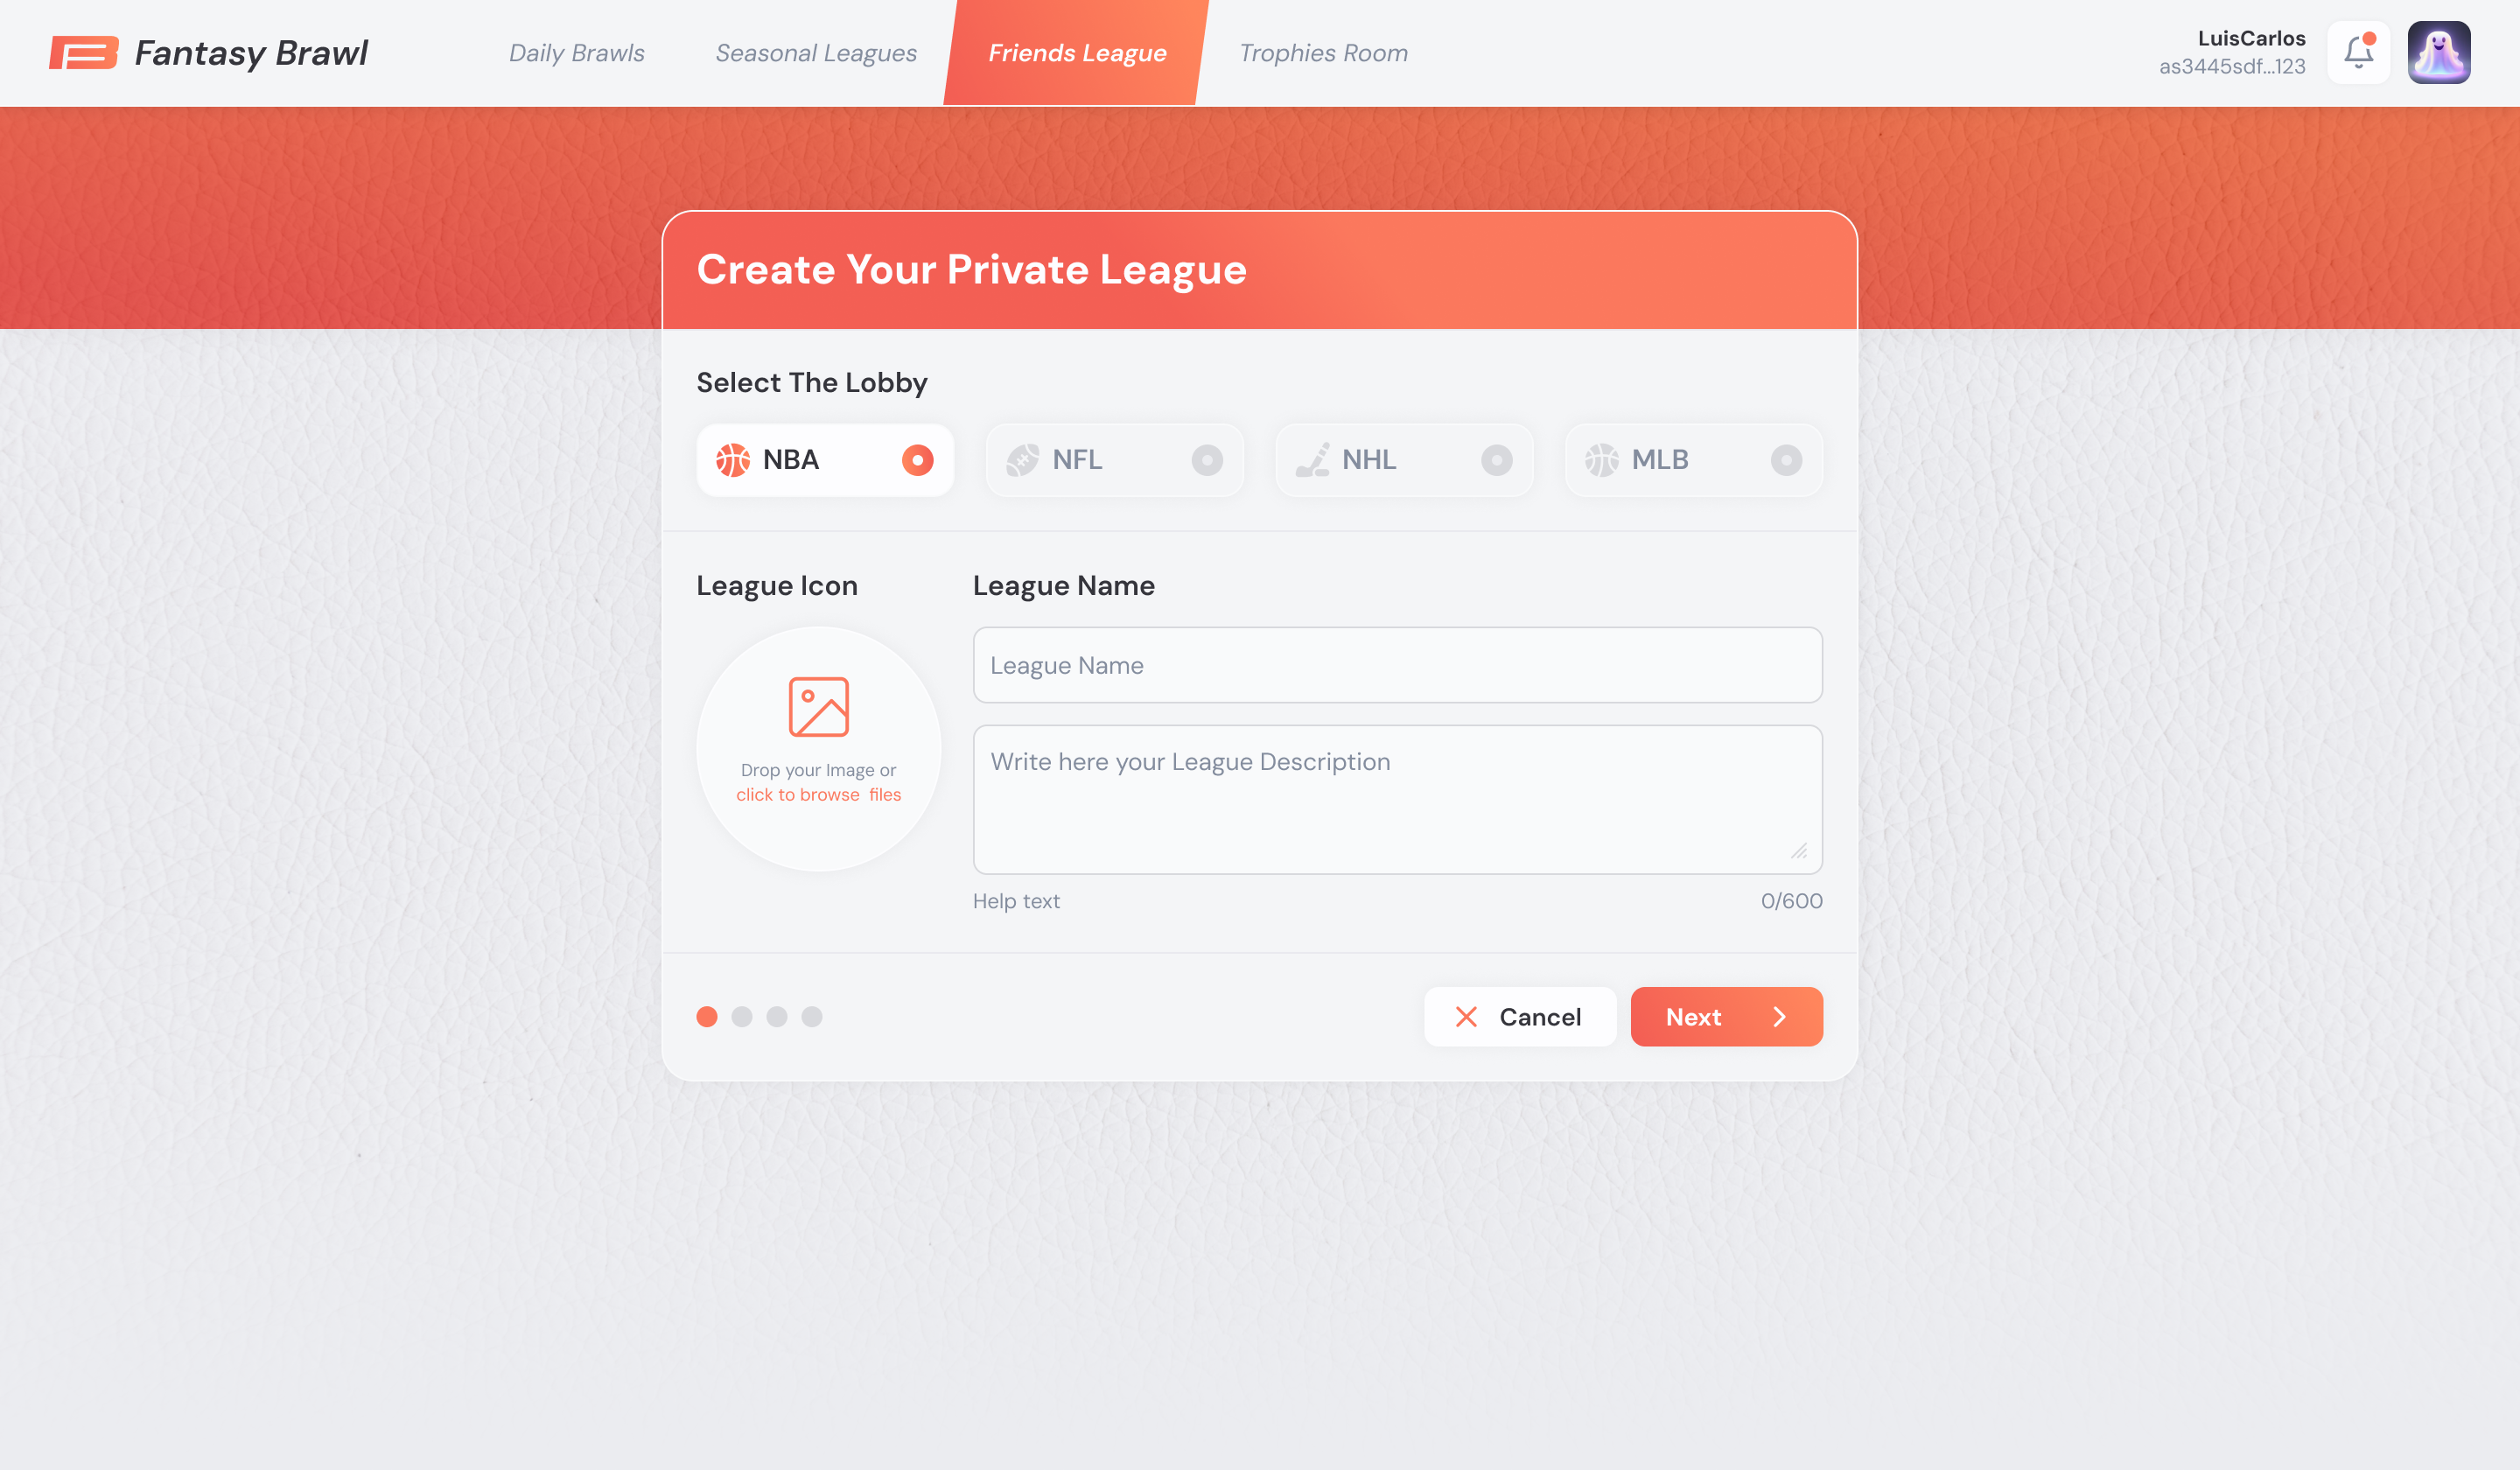 Fantasy Brawl
Daily Brawls
Seasonal Leagues
Friends League
Trophies Room
LuisCarlos
as3445sdf...123
Create Your Private League
Select The Lobby
NBA
NFL
NHL
MLB
League Icon
League Name
Drop your Image or
click to browse  files
League Name
Write here your League Description
Help text
0/600
Cancel
Next